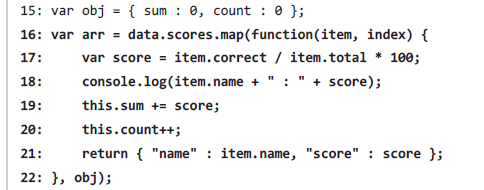 15: var obj = { sum : 0, count : 0 };
16: var arr = data.scores.map(function(item, index) {
17:     var score = item.correct / item.total * 100;
18:     console.log(item.name + " : " + score);
19:     this.sum += score;
20:     this.count++;
21:     return { "name" : item.name, "score" : score };
22: }, obj);